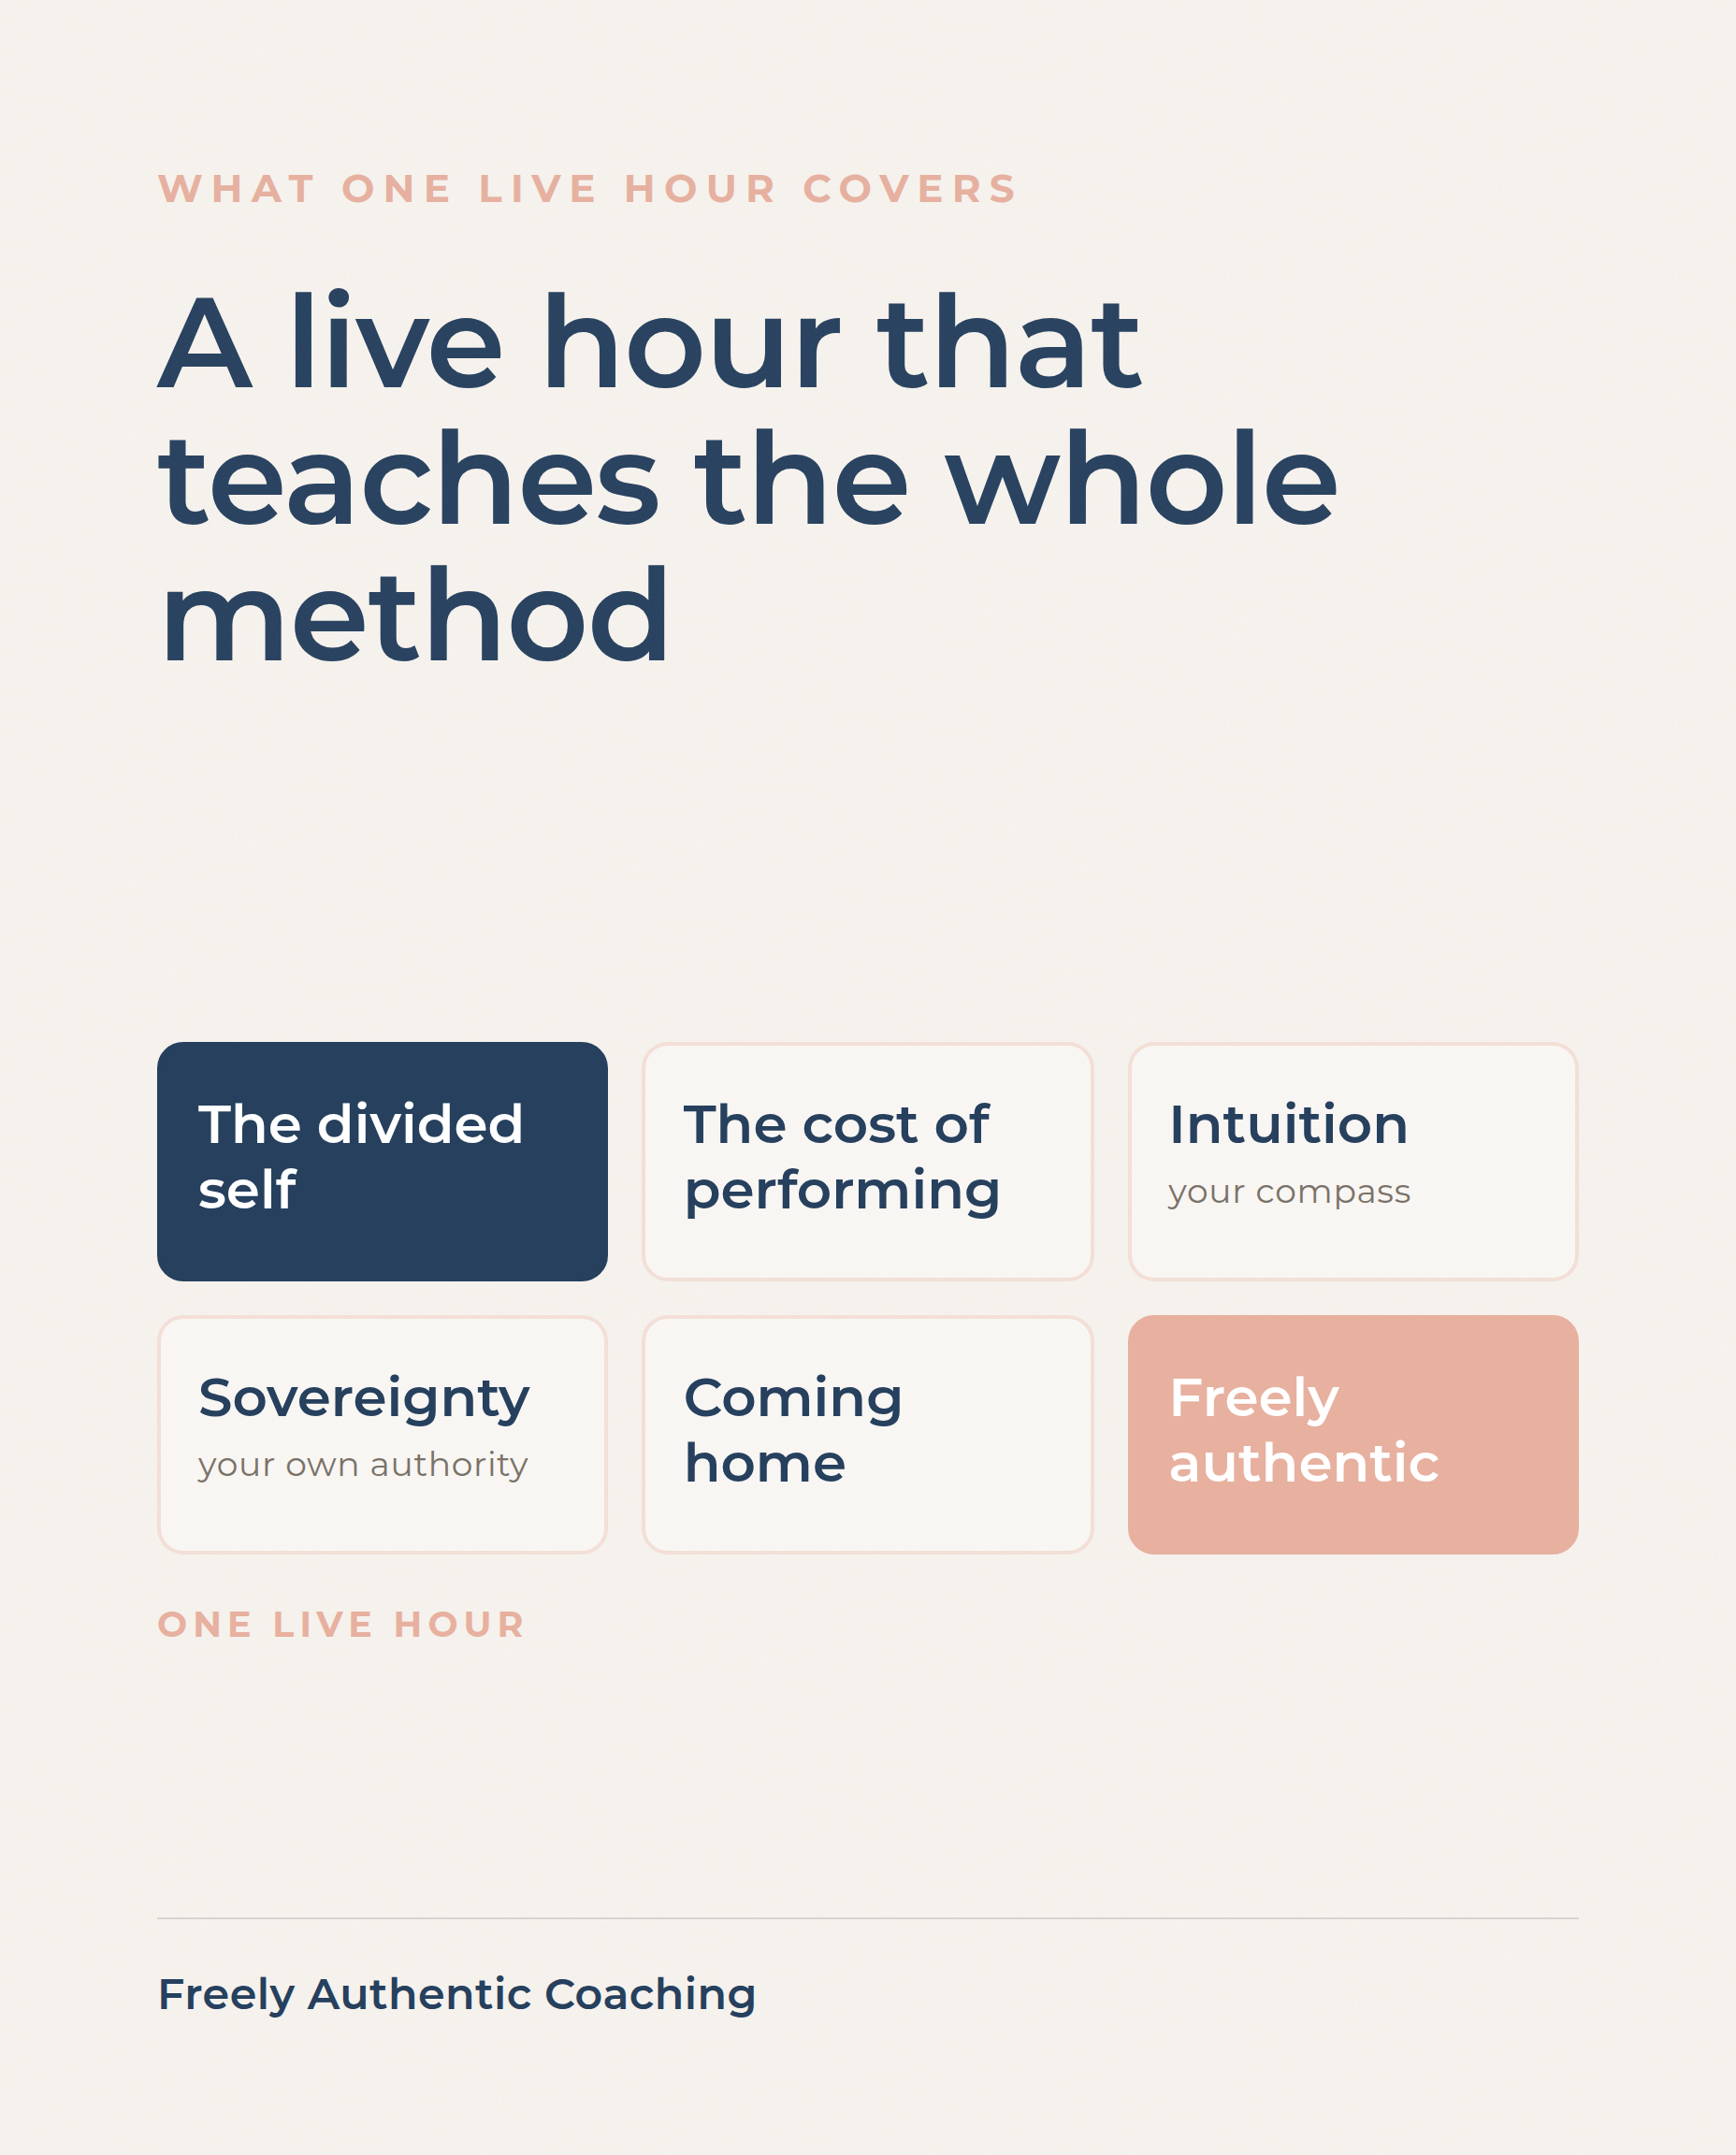 WHAT ONE LIVE HOUR COVERS
A live hour that
teaches the whole
method
The divided
self
The cost of
performing
Intuition
your compass
Sovereignty
your own authority
Coming
home
Freely
authentic
ONE LIVE HOUR
Freely Authentic Coaching